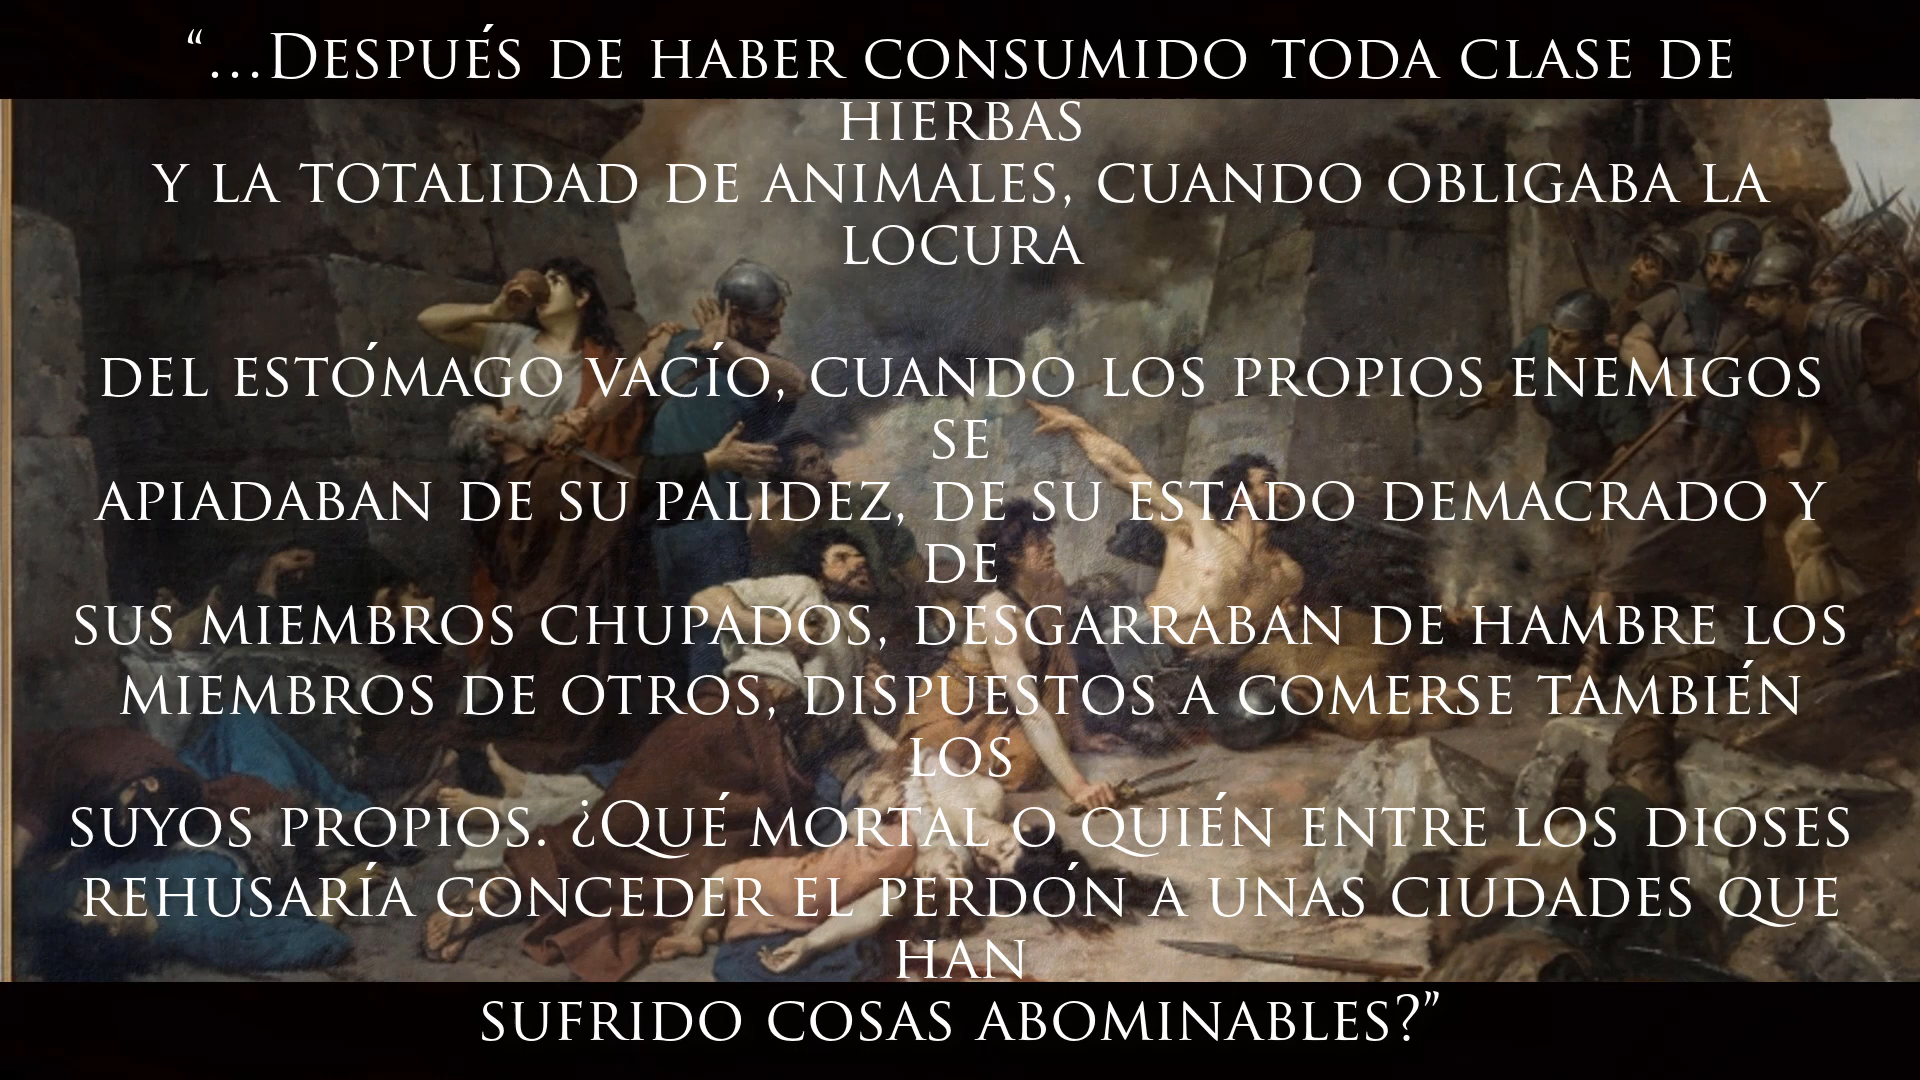 “…Después de haber consumido toda clase de
hierbas
y la totalidad de animales, cuando obligaba la
locura
del estómago vacío, cuando los propios enemigos
se
apiadaban de su palidez, de su estado demacrado y
de
sus miembros chupados, desgarraban de hambre los
miembros de otros, dispuestos a comerse también
los
suyos propios. ¿Qué mortal o quién entre los dioses
rehusaría conceder el perdón a unas ciudades que
han
sufrido cosas abominables?”